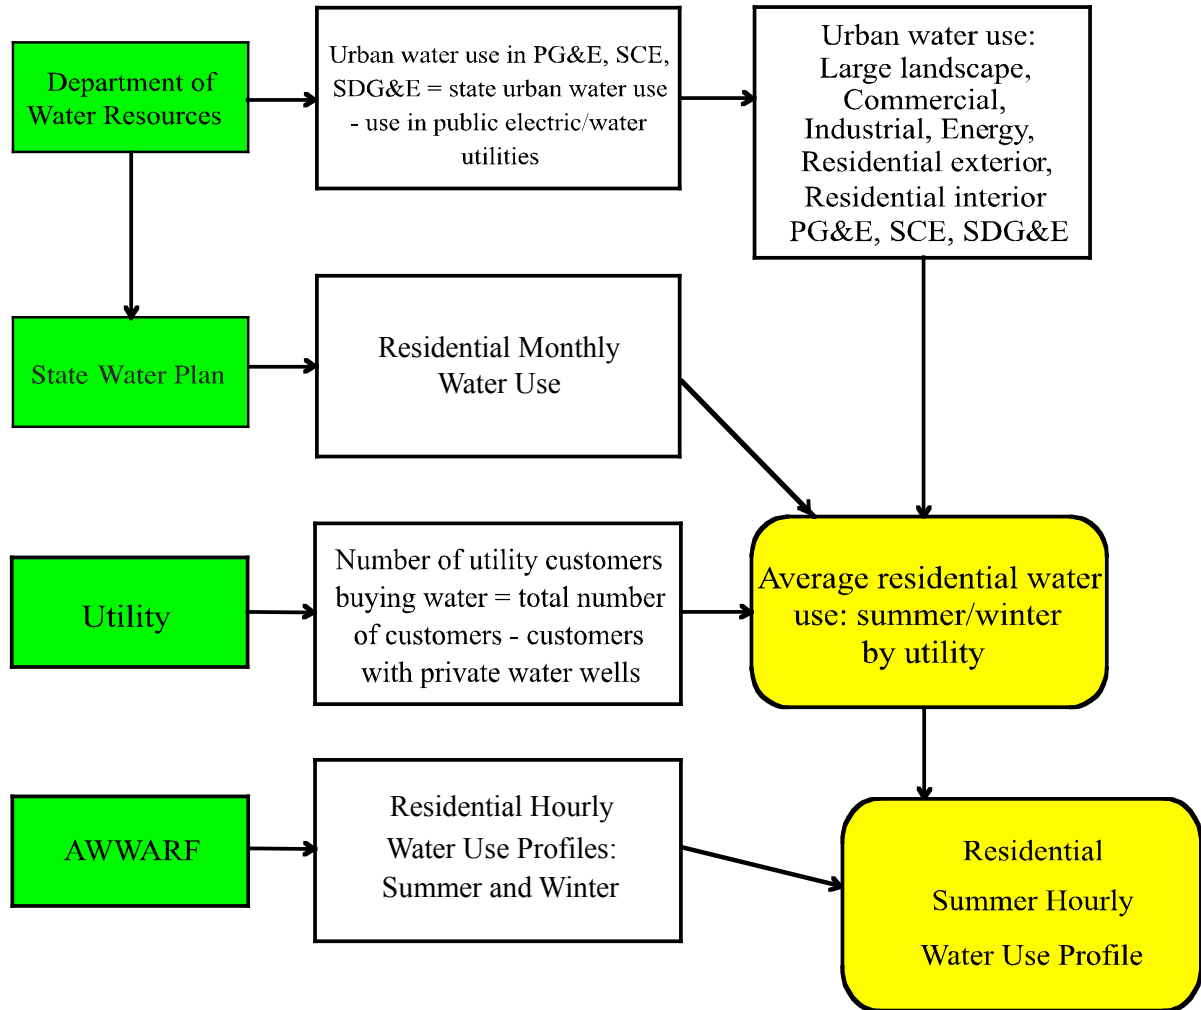 Department of
Water Resources
Urban water use in PG&E, SCE,
SDG&E = state urban water use
- use in public electric/water
utilities
Urban water use:
Large landscape,
Commercial,
Industrial, Energy,
Residential exterior,
Residential interior
PG&E, SCE, SDG&E
State Water Plan
Residential Monthly
Water Use
Utility
Number of utility customers
buying water = total number
of customers - customers
with private water wells
Average residential water
use: summer/winter
by utility
AWWARF
Residential Hourly
Water Use Profiles:
Summer and Winter
Residential
Summer Hourly
Water Use Profile